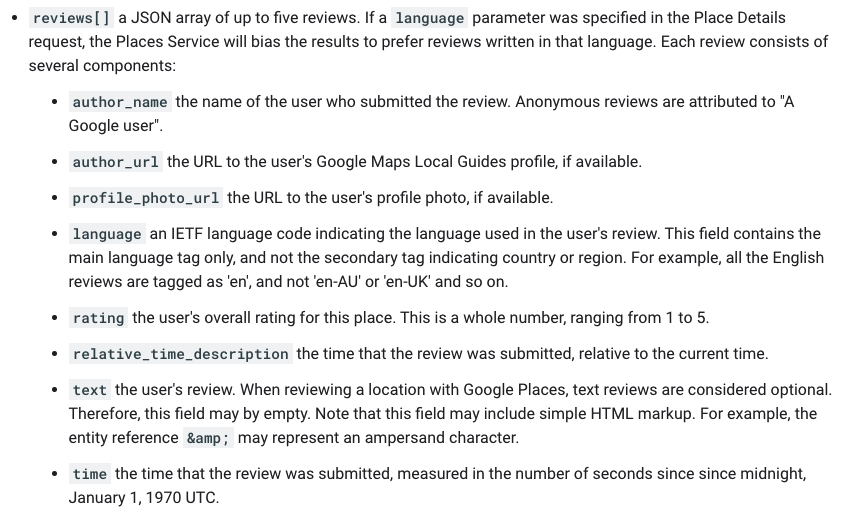 reviews[] a JSON array of up to five reviews. If a language parameter was specified in the Place Details
request, the Places Service will bias the results to prefer reviews written in that language. Each review consists of
several components:
author_name the name of the user who submitted the review. Anonymous reviews are attributed to "A
Google user".
author_url the URL to the user's Google Maps Local Guides profile, if available.
profile_photo_url the URL to the user's profile photo, if available.
language an IETF language code indicating the language used in the user's review. This field contains the
main language tag only, and not the secondary tag indicating country or region. For example, all the English
reviews are tagged as 'en', and not 'en-AU' or 'en-UK' and so on.
rating the user's overall rating for this place. This is a whole number, ranging from 1 to 5.
relative_time_description the time that the review was submitted, relative to the current time.
text the user's review. When reviewing a location with Google Places, text reviews are considered optional.
Therefore, this field may by empty. Note that this field may include simple HTML markup. For example, the
entity reference &amp; may represent an ampersand character.
time the time that the review was submitted, measured in the number of seconds since since midnight,
January 1, 1970 UTC.